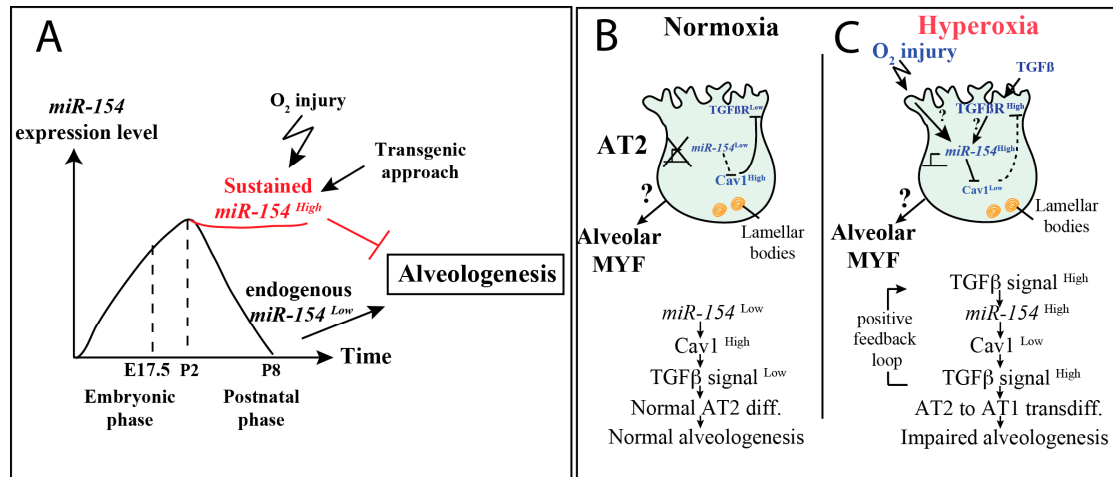 A
miR-154
expression level
O₂ injury
Transgenic
approach
Sustained
miR-154 High
Alveologenesis
endogenous
miR-154 Low
Time
E17.5 P2 P8
Embryonic
phase
Postnatal
phase
B
Normoxia
TGFßR Low
AT2
miR-154 Low
Cav1 High
?
Alveolar
MYF
Lamellar
bodies
miR-154 Low
Cav1 High
TGFβ signal Low
Normal AT2 diff.
Normal alveologenesis
C
Hyperoxia
O₂ injury
TGFß
TGFßR High
?
?
miR-154 High
Cav1 Low
?
Alveolar
MYF
Lamellar
bodies
TGFβ signal High
miR-154 High
positive
feedback
loop
Cav1 Low
TGFβ signal High
AT2 to AT1 transdiff.
Impaired alveologenesis